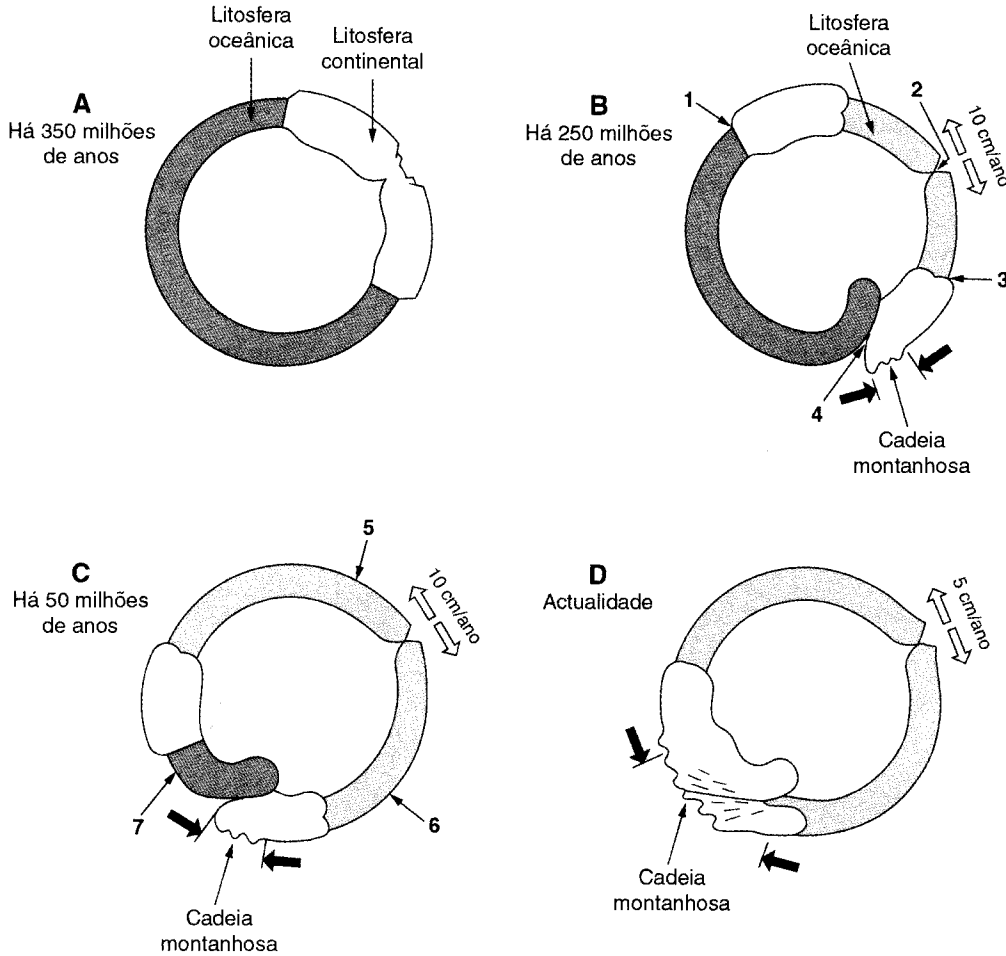 Litosfera
oceânica
Litosfera
continental
A
Há 350 milhões
de anos
B
Há 250 milhões
de anos
Litosfera
oceânica
1
2
10 cm/ano
3
4
Cadeia
montanhosa
C
Há 50 milhões
de anos
5
10 cm/ano
6
7
Cadeia
montanhosa
D
Actualidade
5 cm/ano
Cadeia
montanhosa